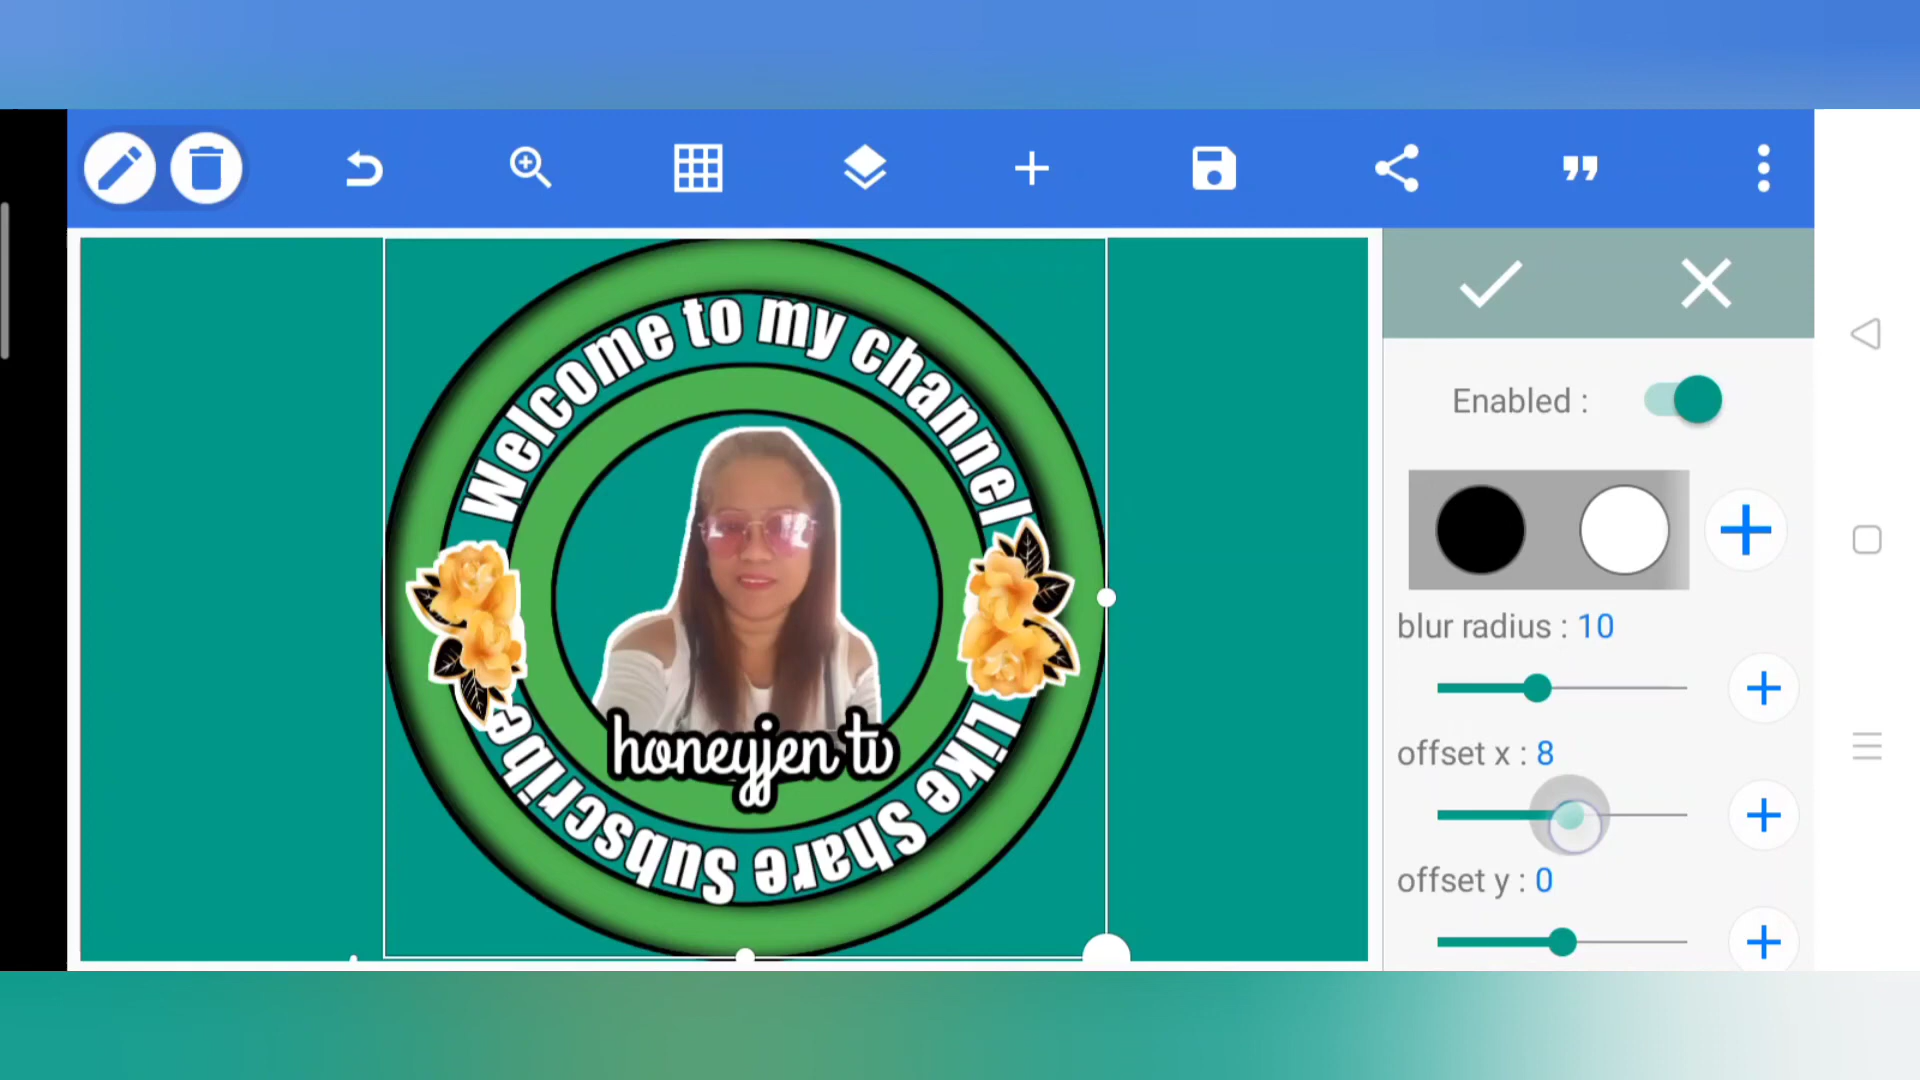 Welcome to my channel
honeyjen tv
Like Share Subscribe
Enabled :
blur radius : 10
offset x : 8
offset y : 0